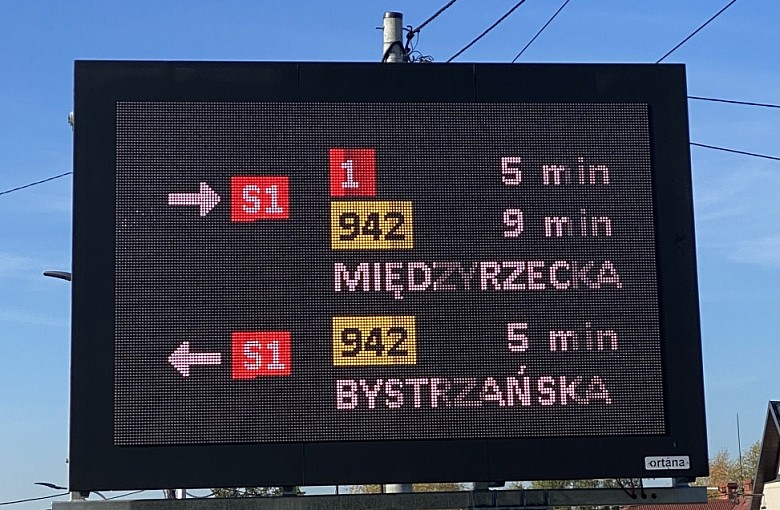 S1 1 5 min
942 9 min
MIĘDZYRZECKA
S1 942 5 min
BYSTRZAŃSKA
ortana